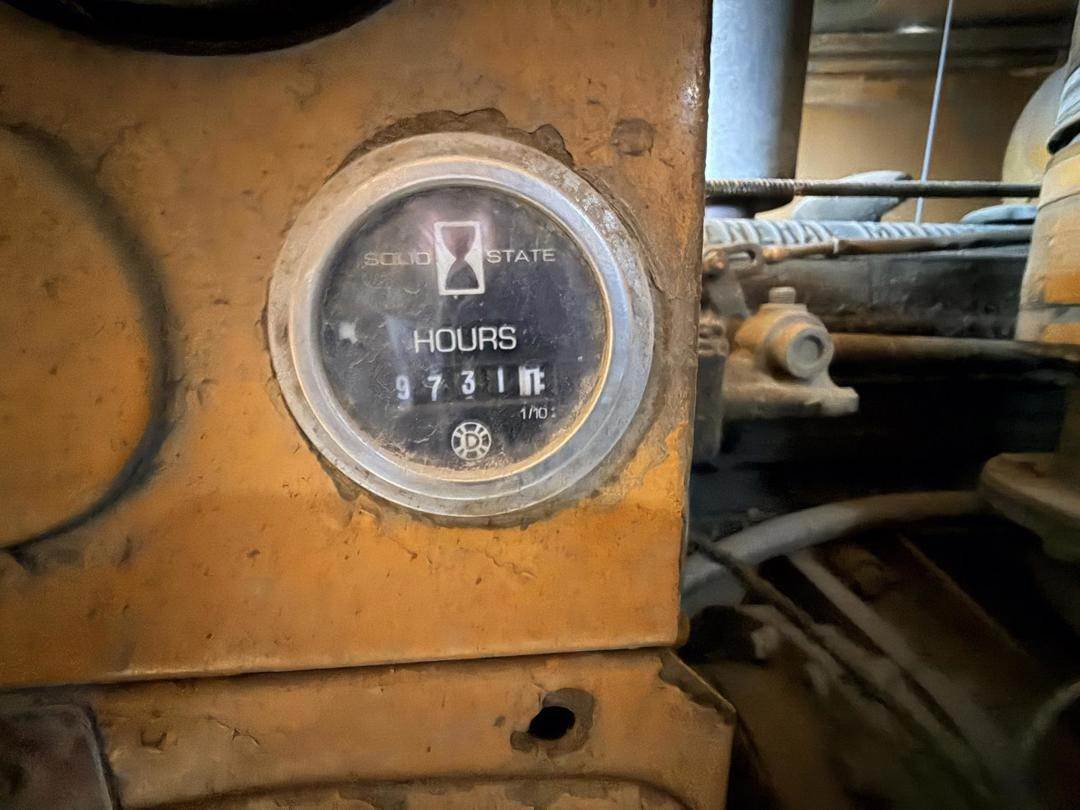 SOLID STATE
HOURS
9731
1/10
D